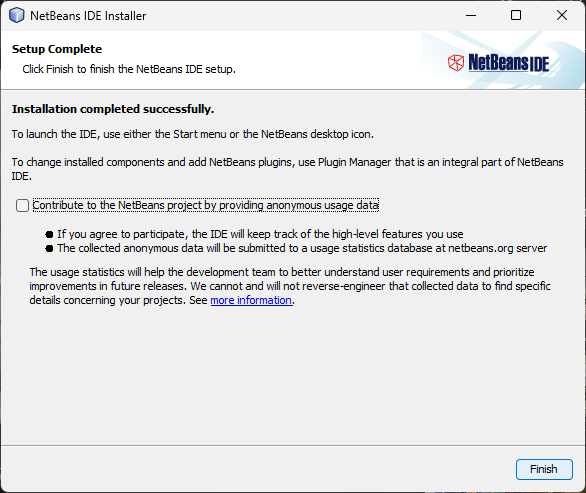 NetBeans IDE Installer
Setup Complete
Click Finish to finish the NetBeans IDE setup.
NetBeans IDE
Installation completed successfully.
To launch the IDE, use either the Start menu or the NetBeans desktop icon.
To change installed components and add NetBeans plugins, use Plugin Manager that is an integral part of NetBeans
IDE.
Contribute to the NetBeans project by providing anonymous usage data
● If you agree to participate, the IDE will keep track of the high-level features you use
● The collected anonymous data will be submitted to a usage statistics database at netbeans.org server
The usage statistics will help the development team to better understand user requirements and prioritize
improvements in future releases. We cannot and will not reverse-engineer that collected data to find specific
details concerning your projects. See more information.
Finish